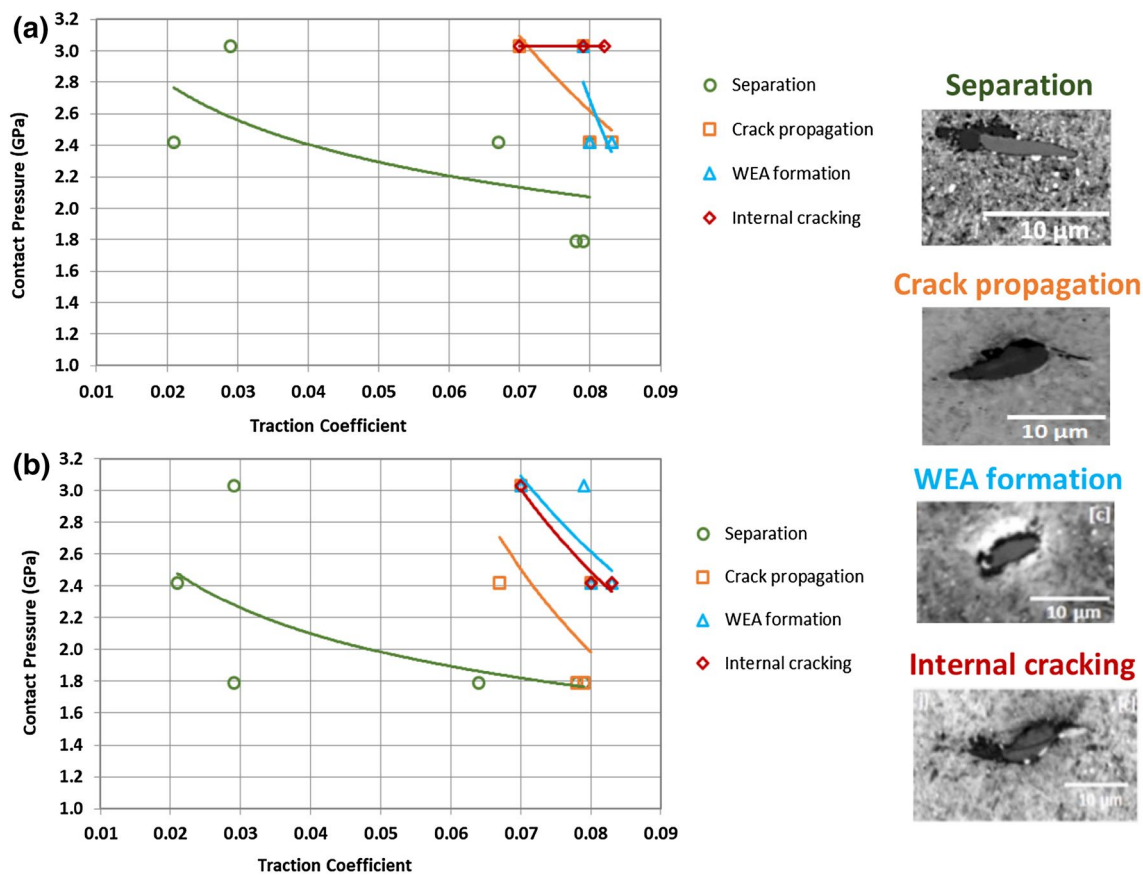 (a)
3.2
3.0
2.8
2.6
2.4
2.2
2.0
1.8
1.6
1.4
1.2
1.0
Contact Pressure (GPa)
0.01 0.02 0.03 0.04 0.05 0.06 0.07 0.08 0.09
Traction Coefficient
Separation
Crack propagation
WEA formation
Internal cracking
(b)
3.2
3.0
2.8
2.6
2.4
2.2
2.0
1.8
1.6
1.4
1.2
1.0
Contact Pressure (GPa)
0.01 0.02 0.03 0.04 0.05 0.06 0.07 0.08 0.09
Traction Coefficient
Separation
Crack propagation
WEA formation
Internal cracking
Separation
10 µm
Crack propagation
10 µm
WEA formation
[c]
10 µm
Internal cracking
10 µm